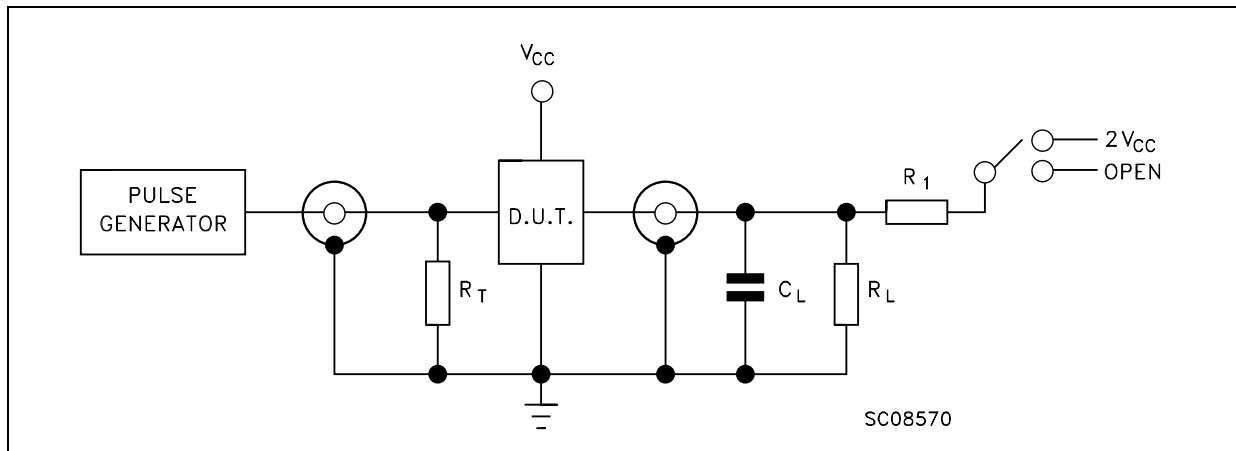 VCC
2VCC
OPEN
R1
PULSE
GENERATOR
D.U.T.
RT
CL
RL
SC08570